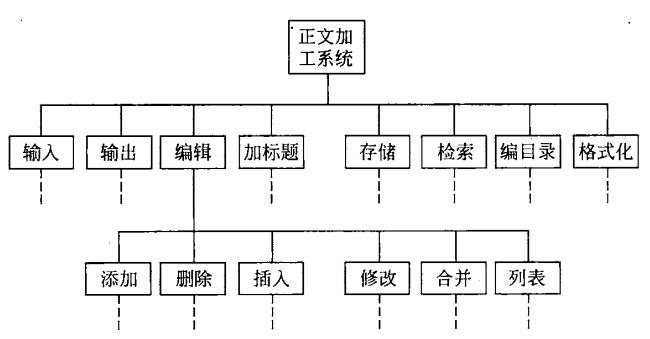 正文加
工系统
输入
输出
编辑
加标题
存储
检索
编目录
格式化
添加
删除
插入
修改
合并
列表